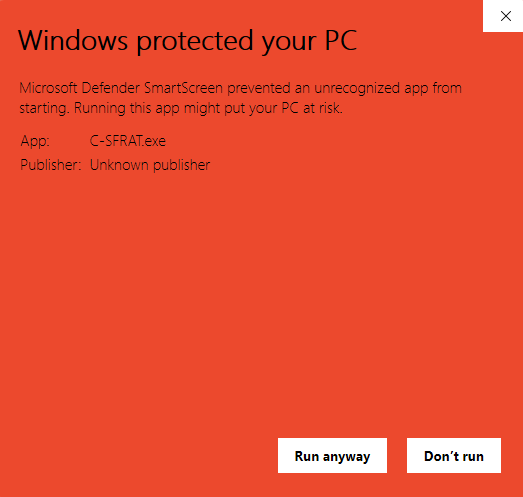 Windows protected your PC
Microsoft Defender SmartScreen prevented an unrecognized app from
starting. Running this app might put your PC at risk.
App: C-SFRAT.exe
Publisher: Unknown publisher
Run anyway Don’t run